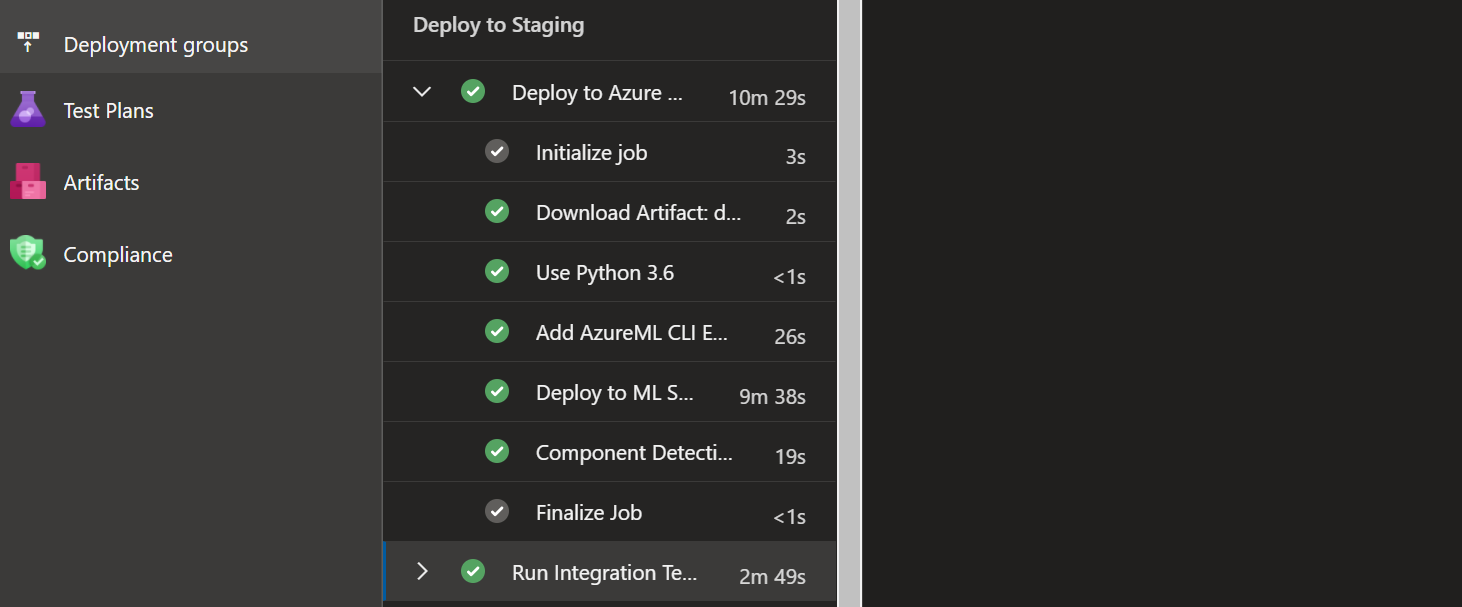 Deployment groups
Test Plans
Artifacts
Compliance
Deploy to Staging
Deploy to Azure ... 10m 29s
Initialize job 3s
Download Artifact: d... 2s
Use Python 3.6 <1s
Add AzureML CLI E... 26s
Deploy to ML S... 9m 38s
Component Detecti... 19s
Finalize Job <1s
Run Integration Te... 2m 49s